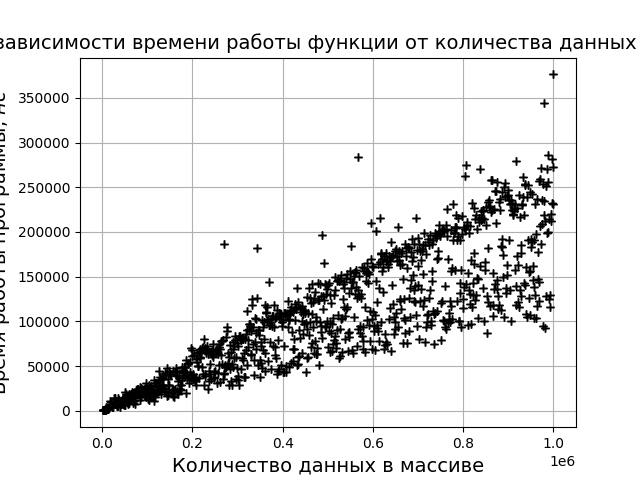 зависимости времени работы функции от количества данных
Время работы программы, нс
350000
300000
250000
200000
150000
100000
50000
0
0.0 0.2 0.4 0.6 0.8 1.0
1e6
Количество данных в массиве